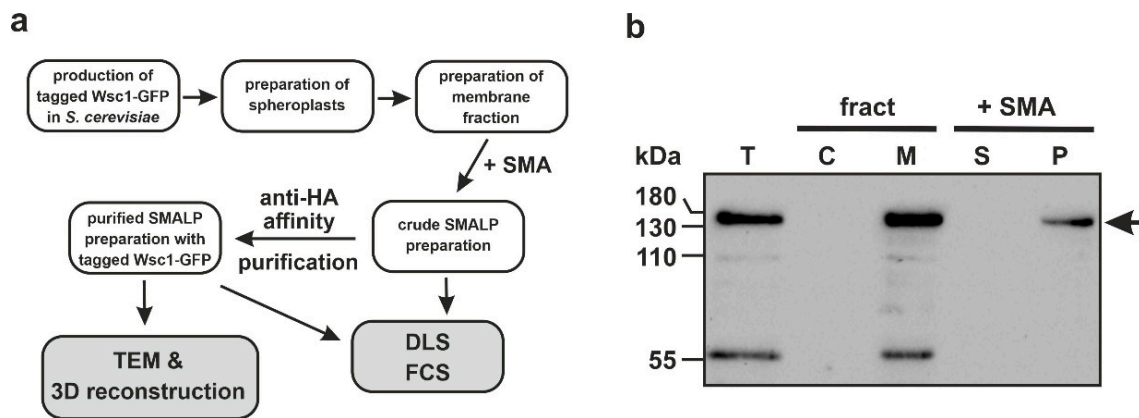 a
production of
tagged Wsc1-GFP
in S. cerevisiae
preparation of
spheroplasts
preparation of
membrane
fraction
+ SMA
crude SMALP
preparation
anti-HA
affinity
purification
purified SMALP
preparation with
tagged Wsc1-GFP
TEM &
3D reconstruction
DLS
FCS
b
fract + SMA
kDa T C M S P
180
130
110
55